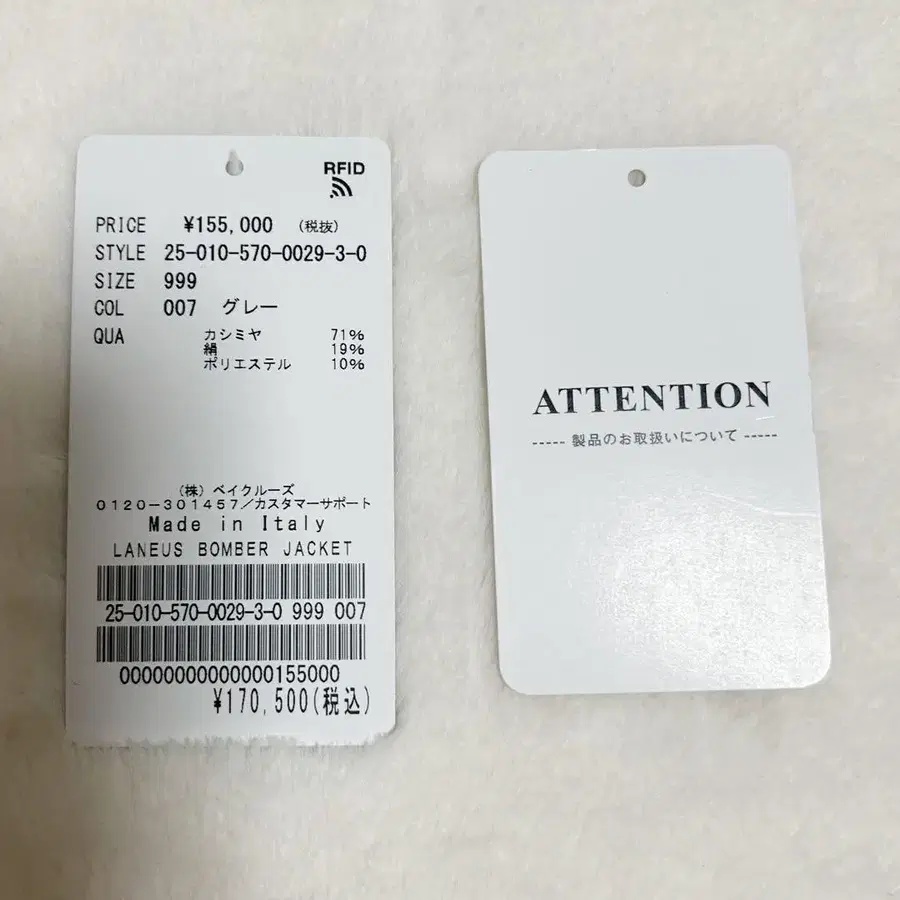 RFID
PRICE ¥155,000 (税抜)
STYLE 25-010-570-0029-3-0
SIZE 999
COL 007 グレー
QUA カシミヤ 71%
絹 19%
ポリエステル 10%
(株) ベイクルーズ
0120-301457/カスタマーサポート
Made in Italy
LANEUS BOMBER JACKET
25-010-570-0029-3-0 999 007
00000000000000155000
¥170,500(税込)
ATTENTION
----- 製品のお取扱いについて -----